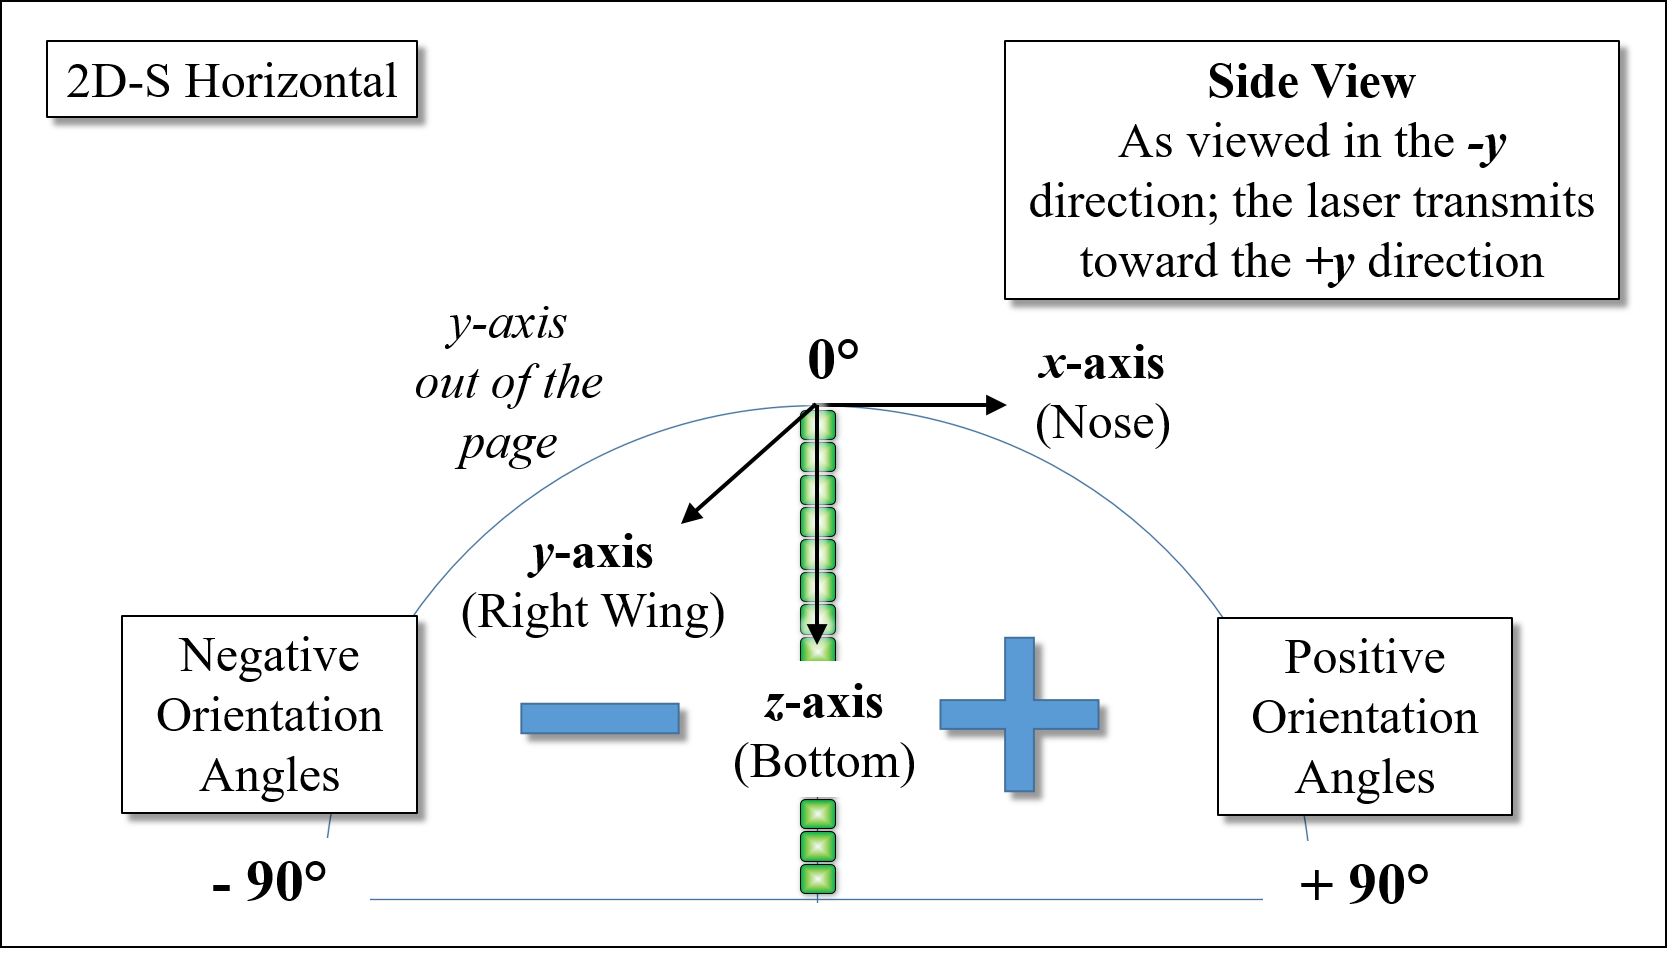 2D-S Horizontal
Side View
As viewed in the -y
direction; the laser transmits
toward the +y direction
y-axis
out of the
page
0°
x-axis
(Nose)
y-axis
(Right Wing)
Negative
Orientation
Angles
z-axis
(Bottom)
Positive
Orientation
Angles
- 90°
+ 90°